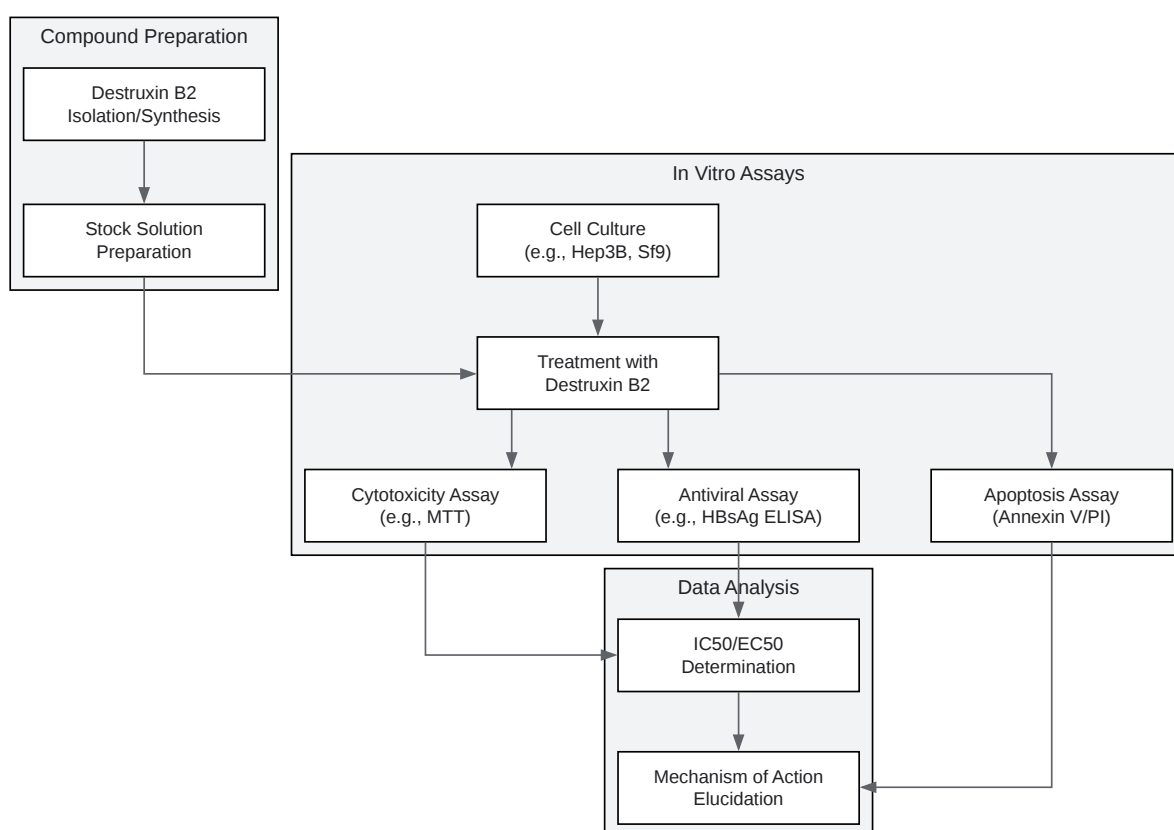 Compound Preparation
Destruxin B2
Isolation/Synthesis
Stock Solution
Preparation
In Vitro Assays
Cell Culture
(e.g., Hep3B, Sf9)
Treatment with
Destruxin B2
Cytotoxicity Assay
(e.g., MTT)
Antiviral Assay
(e.g., HBsAg ELISA)
Apoptosis Assay
(Annexin V/PI)
Data Analysis
IC50/EC50
Determination
Mechanism of Action
Elucidation